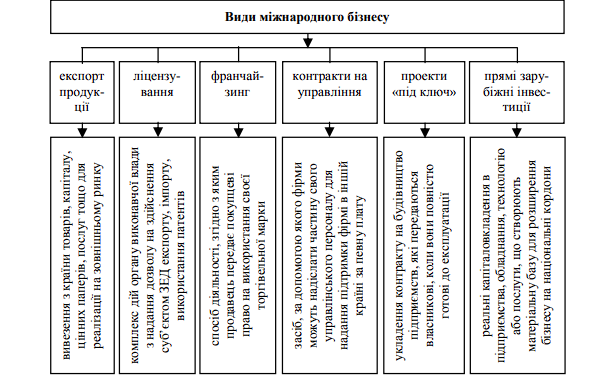 Види міжнародного бізнесу
експорт
продук-
ції
ліцензу-
вання
франчай-
зинг
контракти на
управління
проекти
«під ключ»
прямі зару-
біжні інвес-
тиції
вивезення з країни товарів, капіталу,
цінних паперів, послуг тощо для
реалізації на зовнішньому ринку
комплекс дій органу виконавчої влади
з надання дозволу на здійснення
суб’єктом ЗЕД експорту, імпорту,
використання патентів
спосіб діяльності, згідно з яким
продавець передає покупцеві
право на використання своєї
торгівельної марки
засіб, за допомогою якого фірми
можуть надіслати частину свого
управлінського персоналу для
надання підтримки фірмі в іншій
країні за певну плату
укладення контракту на будівництво
підприємств, які передаються
власникові, коли вони повністю
готові до експлуатації
реальні капіталовкладення в
підприємства, обладнання, технологію
або послуги, що створюють
матеріальну базу для розширення
бізнесу на національні кордони